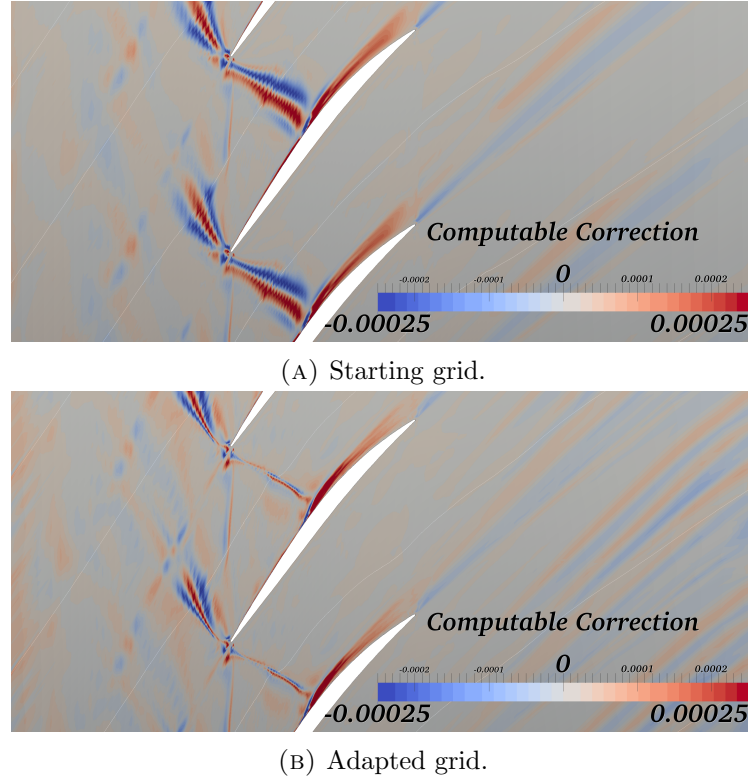 Computable Correction
-0.0002 -0.0001 0 0.0001 0.0002
-0.00025 0.00025
(A) Starting grid.
Computable Correction
-0.0002 -0.0001 0 0.0001 0.0002
-0.00025 0.00025
(B) Adapted grid.